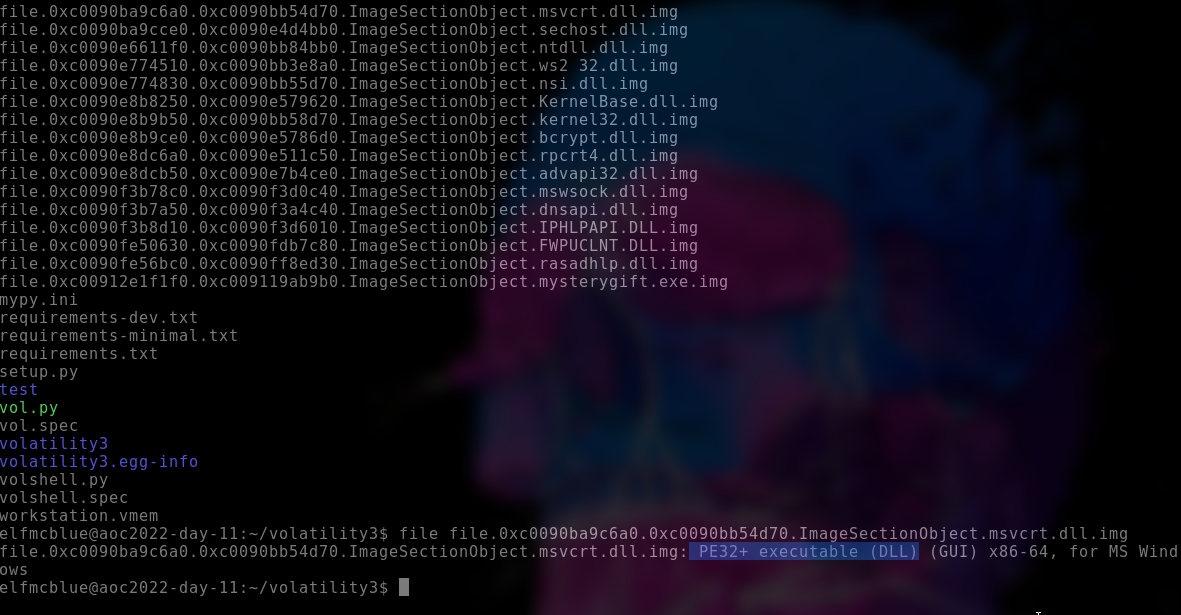 file.0xc0090ba9c6a0.0xc0090bb54d70.ImageSectionObject.msvcrt.dll.img
file.0xc0090ba9cce0.0xc0090e4d4bb0.ImageSectionObject.sechost.dll.img
file.0xc0090e6611f0.0xc0090bb84bb0.ImageSectionObject.ntdll.dll.img
file.0xc0090e774510.0xc0090bb3e8a0.ImageSectionObject.ws2 32.dll.img
file.0xc0090e774830.0xc0090bb55d70.ImageSectionObject.nsi.dll.img
file.0xc0090e8b8250.0xc0090e579620.ImageSectionObject.KernelBase.dll.img
file.0xc0090e8b9b50.0xc0090bb58d70.ImageSectionObject.kernel32.dll.img
file.0xc0090e8b9ce0.0xc0090e5786d0.ImageSectionObject.bcrypt.dll.img
file.0xc0090e8dc6a0.0xc0090e511c50.ImageSectionObject.rpcrt4.dll.img
file.0xc0090e8dcb50.0xc0090e7b4ce0.ImageSectionObject.advapi32.dll.img
file.0xc0090f3b78c0.0xc0090f3d0c40.ImageSectionObject.mswsock.dll.img
file.0xc0090f3b7a50.0xc0090f3a4c40.ImageSectionObject.dnsapi.dll.img
file.0xc0090f3b8d10.0xc0090f3d6010.ImageSectionObject.IPHLPAPI.DLL.img
file.0xc0090fe50630.0xc0090fdb7c80.ImageSectionObject.FWPUCLNT.DLL.img
file.0xc0090fe56bc0.0xc0090ff8ed30.ImageSectionObject.rasadhlp.dll.img
file.0xc00912e1f1f0.0xc009119ab9b0.ImageSectionObject.mysterygift.exe.img
mypy.ini
requirements-dev.txt
requirements-minimal.txt
requirements.txt
setup.py
test
vol.py
vol.spec
volatility3
volatility3.egg-info
volshell.py
volshell.spec
workstation.vmem
elfmcblue@aoc2022-day-11:~/volatility3$ file file.0xc0090ba9c6a0.0xc0090bb54d70.ImageSectionObject.msvcrt.dll.img
file.0xc0090ba9c6a0.0xc0090bb54d70.ImageSectionObject.msvcrt.dll.img: PE32+ executable (DLL) (GUI) x86-64, for MS Wind
ows
elfmcblue@aoc2022-day-11:~/volatility3$